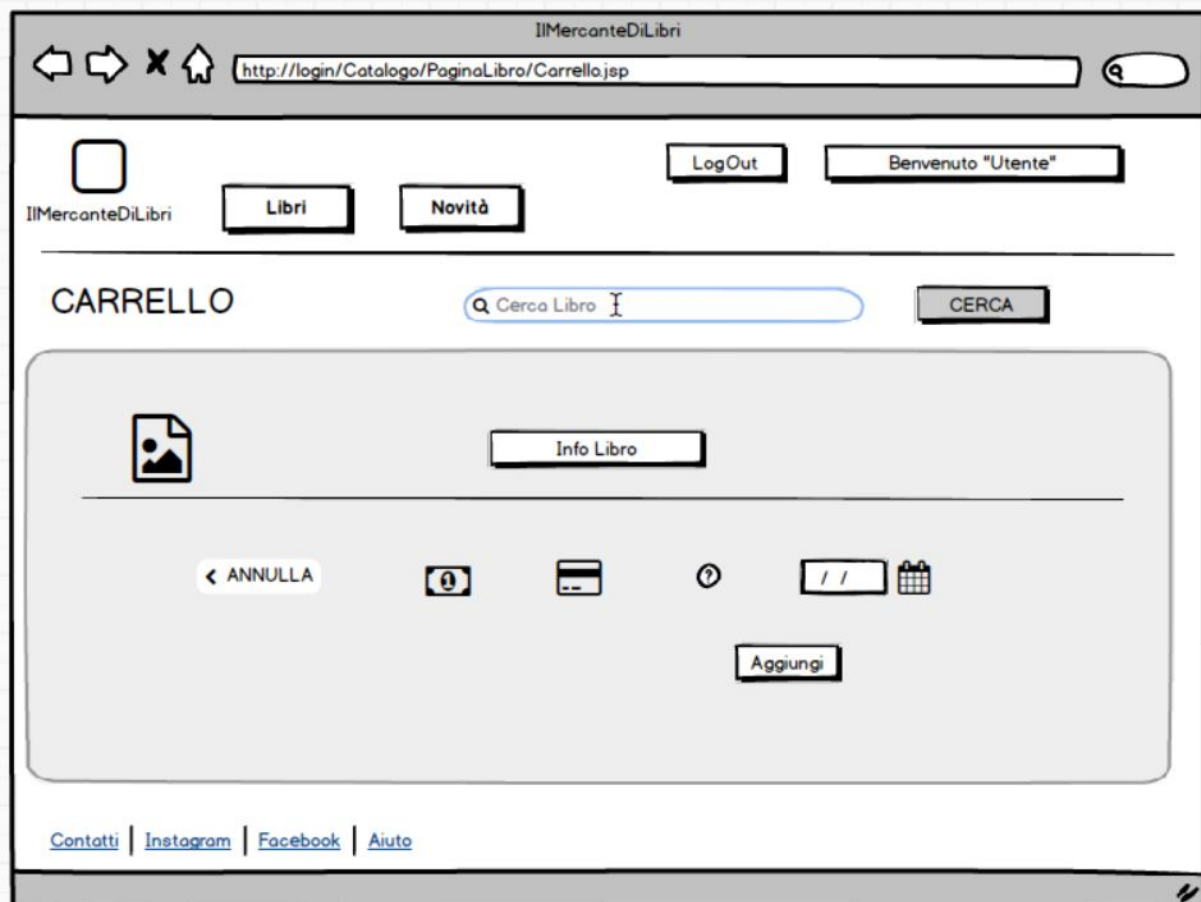 IlMercanteDiLibri
http://login/Catalogo/PaginaLibro/Carrello.jsp
LogOut
Benvenuto "Utente"
IlMercanteDiLibri
Libri
Novità
CARRELLO
Cerca Libro
CERCA
Info Libro
ANNULLA
/ /
Aggiungi
Contatti | Instagram | Facebook | Aiuto